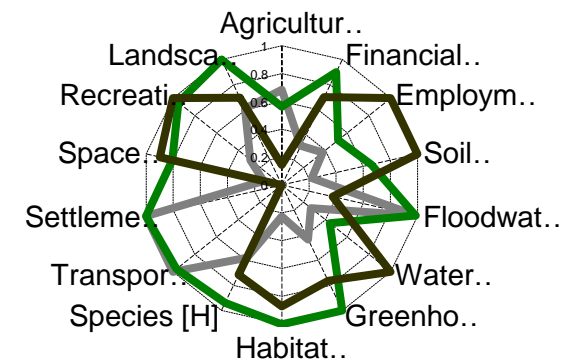 Agricultur..
Landsca..
Financial..
Recreati..
Employm..
Space..
Soil..
Settleme..
Floodwat..
Transpor..
Water..
Species [H]
Greenho..
Habitat..
1
0.8
0.6
0.4
0.2
0